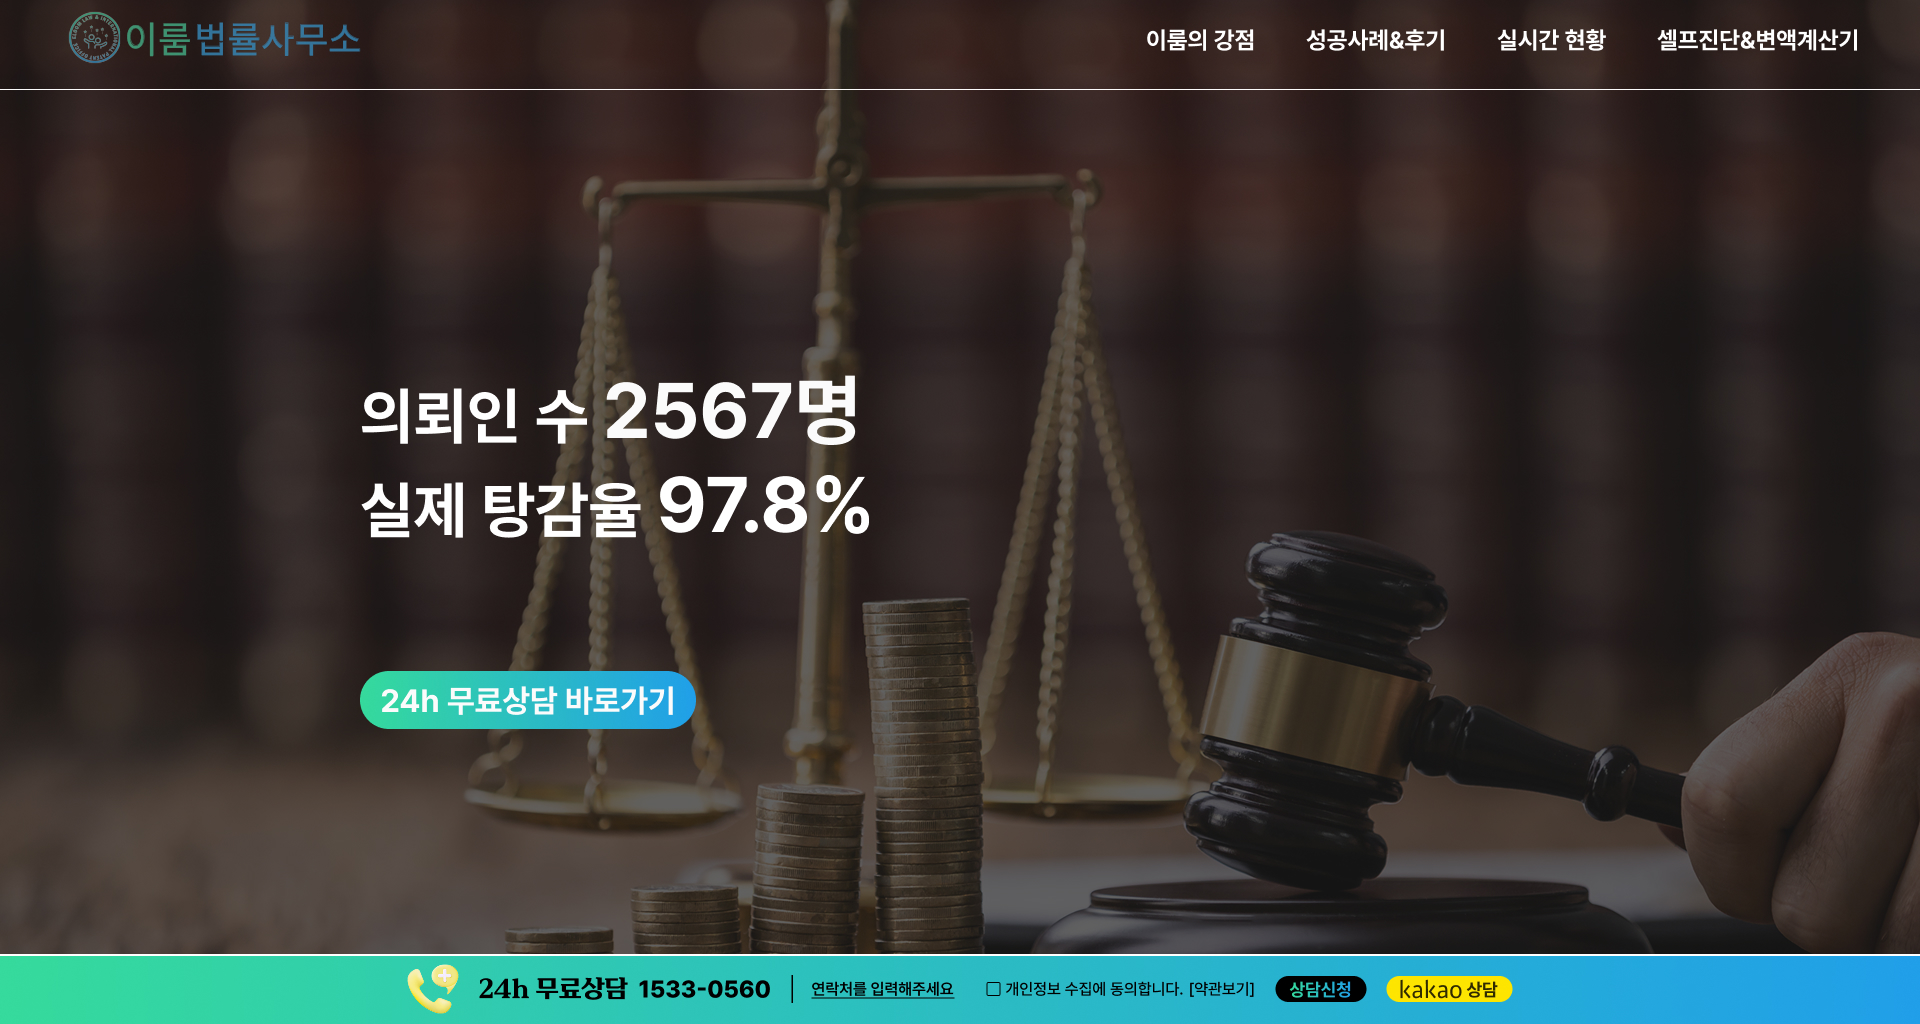 이룸 법률사무소
이룸의 강점
성공사례&후기
실시간 현황
셀프진단&변액계산기
의뢰인 수 2567명
실제 탕감율 97.8%
24h 무료상담 바로가기
24h 무료상담 1533-0560
연락처를 입력해주세요
개인정보 수집에 동의합니다. [약관보기]
상담신청
kakao 상담